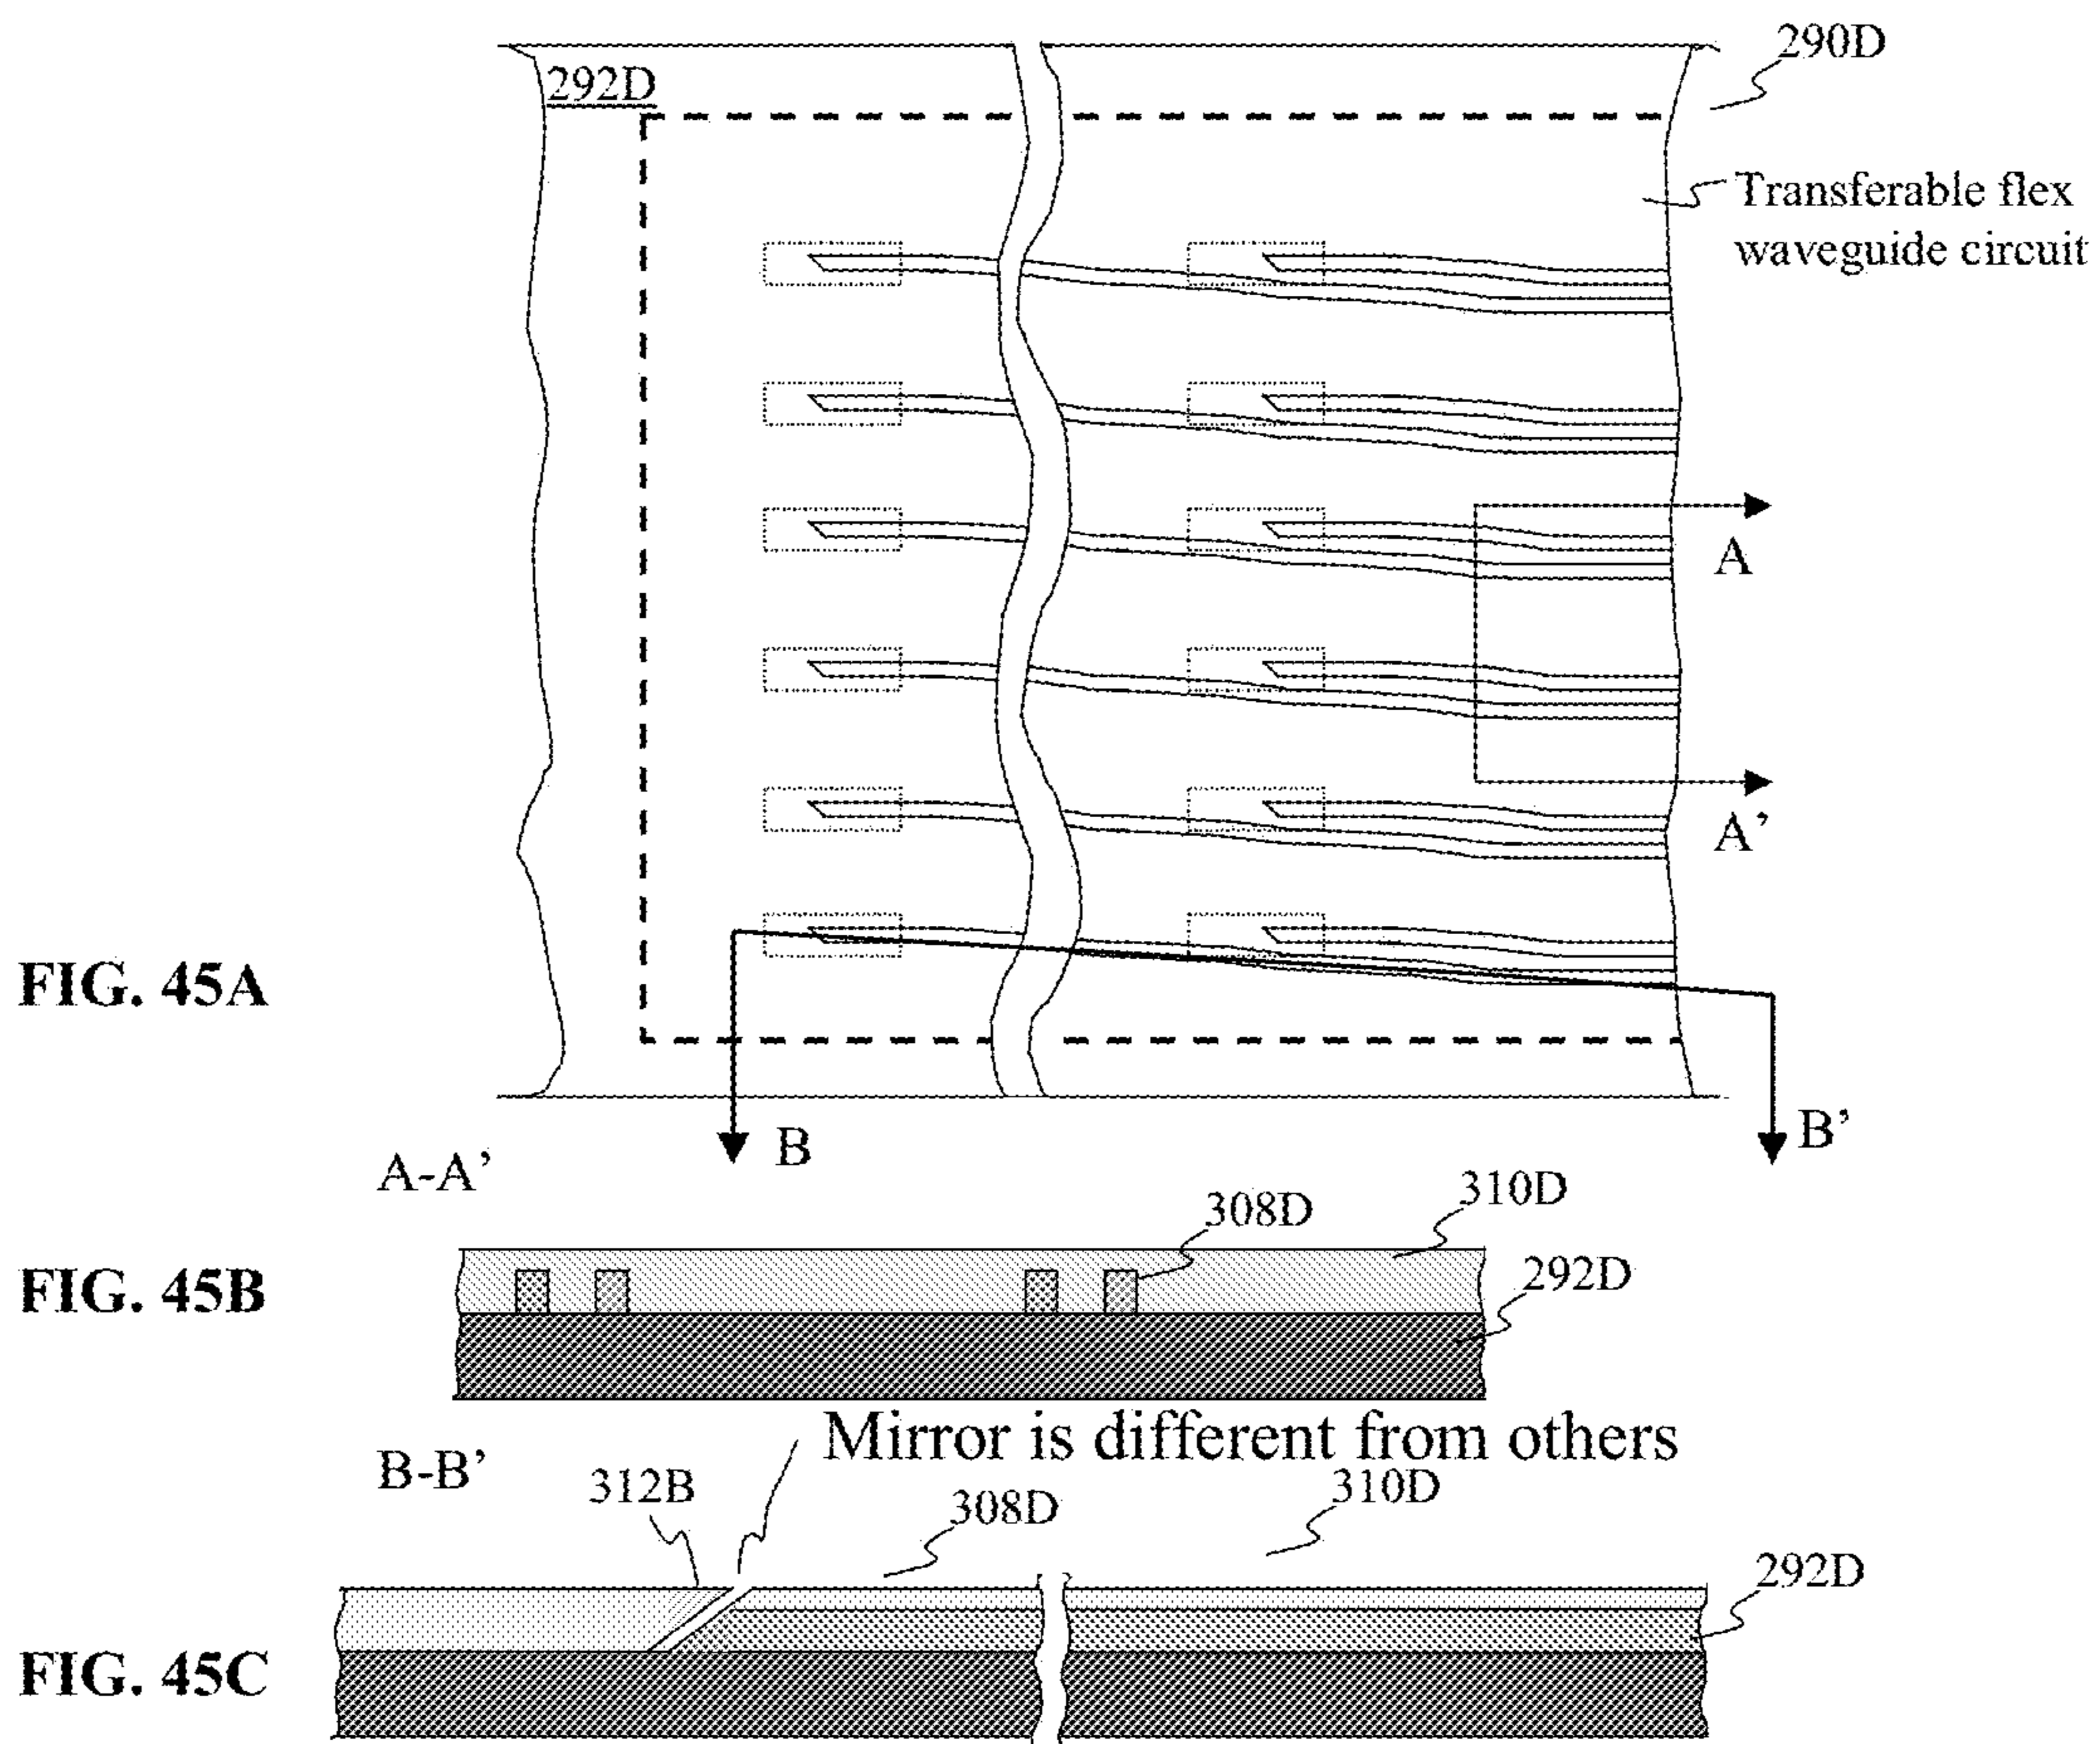 290D
292D
Transferable flex
waveguide circuit
A
A'
FIG. 45A
B
B'
A-A'
308D
310D
FIG. 45B
292D
Mirror is different from others
B-B'
312B
308D
310D
292D
FIG. 45C